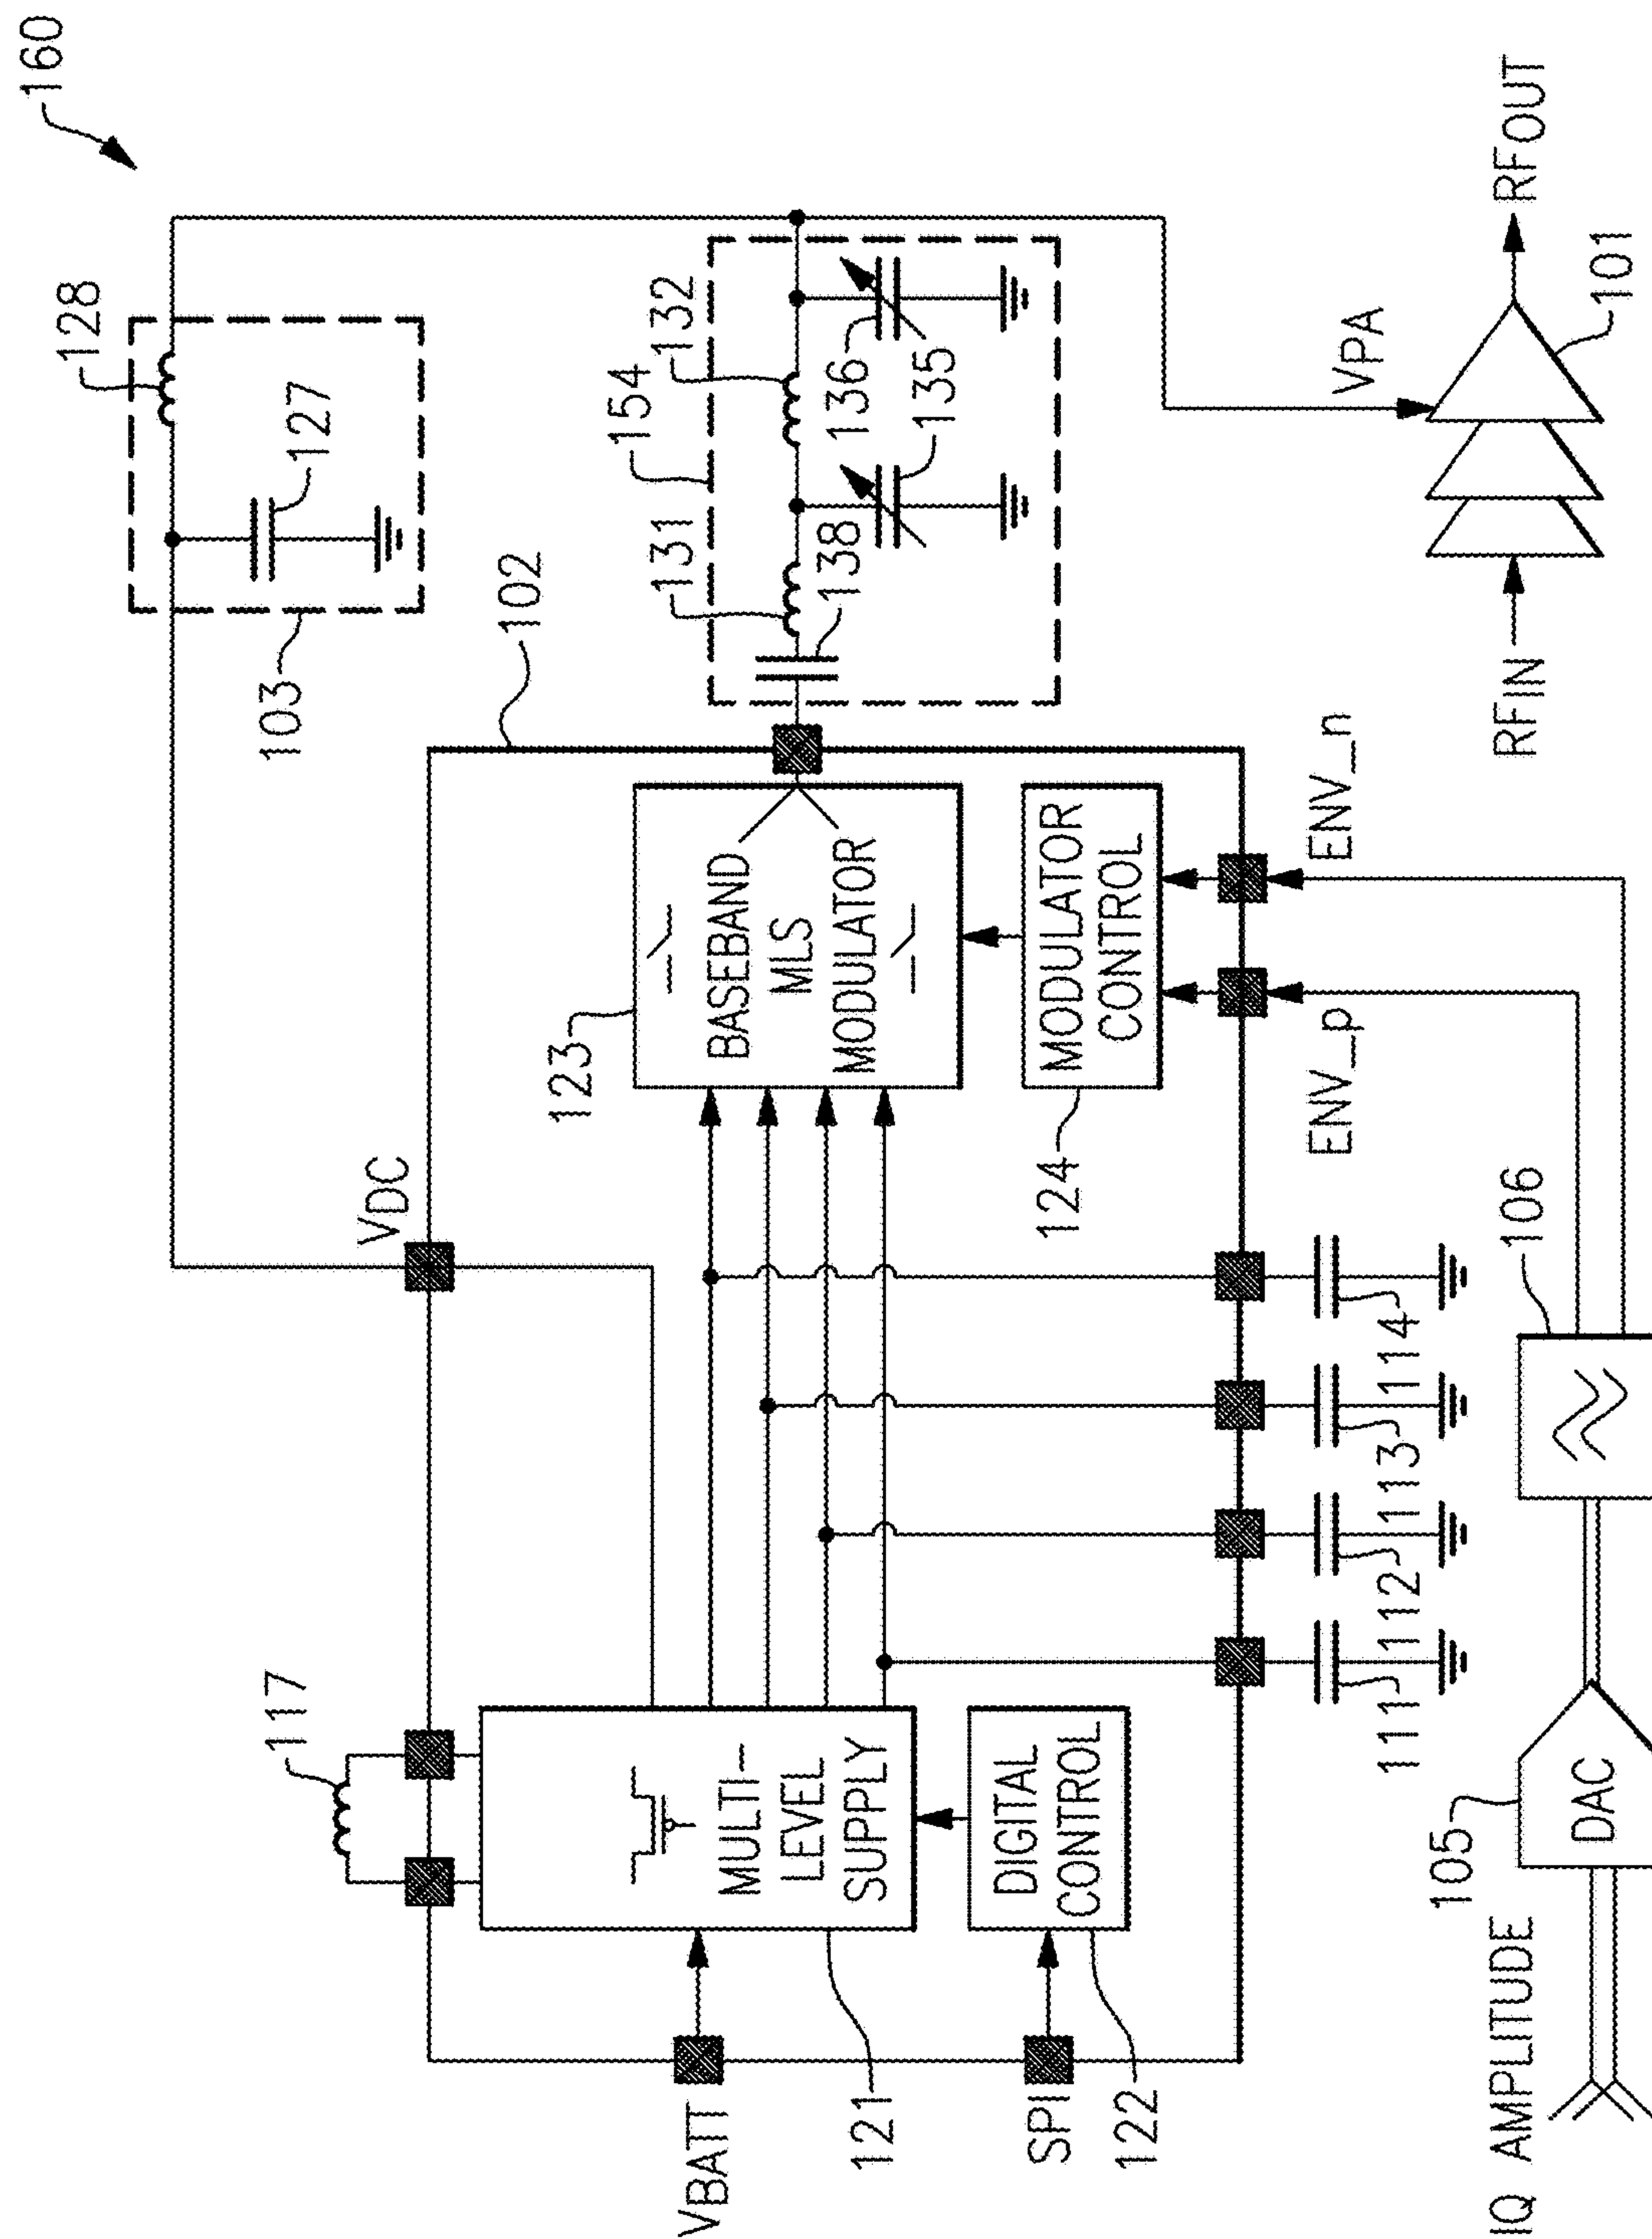 160
128
127
103
VDC
102
154
132
131
136
135
138
117
123
BASEBAND
MLS
MODULATOR
MULTI-
LEVEL
SUPPLY
VBATT
121
DIGITAL
CONTROL
SPI
122
MODULATOR
CONTROL
124
ENV_p
ENV_n
111
112
113
114
VPA
101
RFIN
RFOUT
IQ AMPLITUDE
105
DAC
106